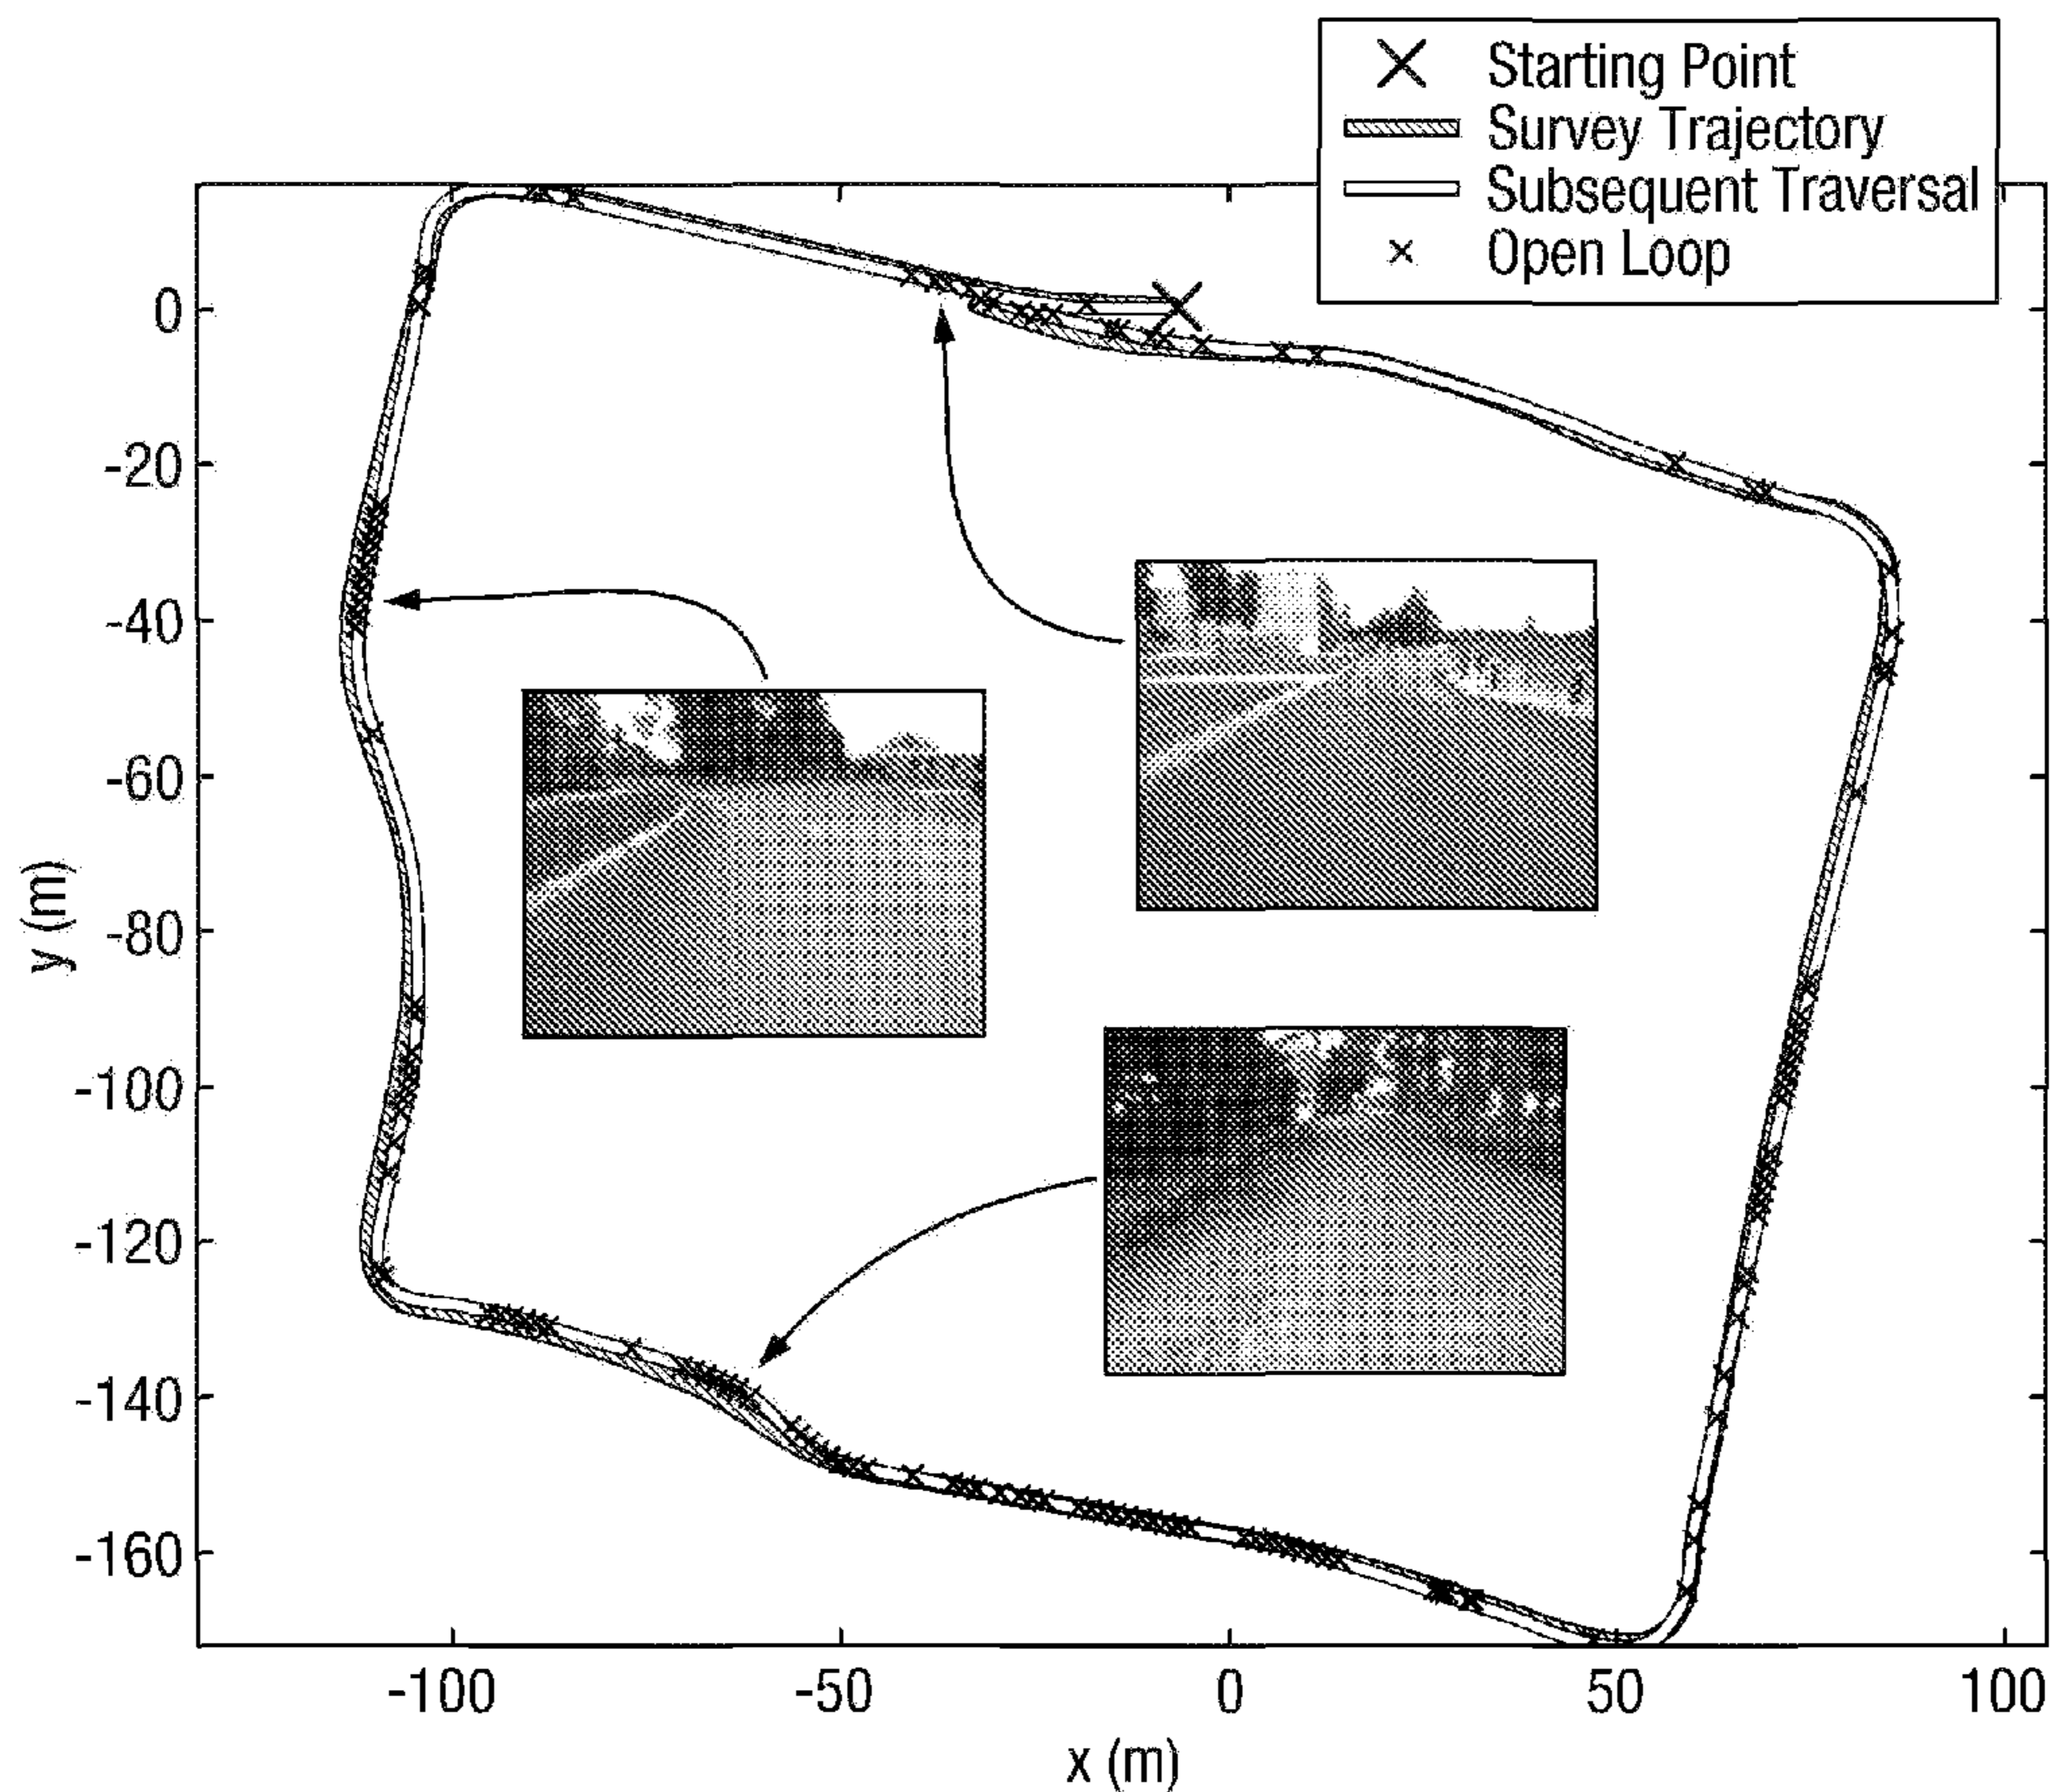 Starting Point
Survey Trajectory
Subsequent Traversal
Open Loop
0
-20
-40
-60
-80
-100
-120
-140
-160
y (m)
-100
-50
0
50
100
x (m)